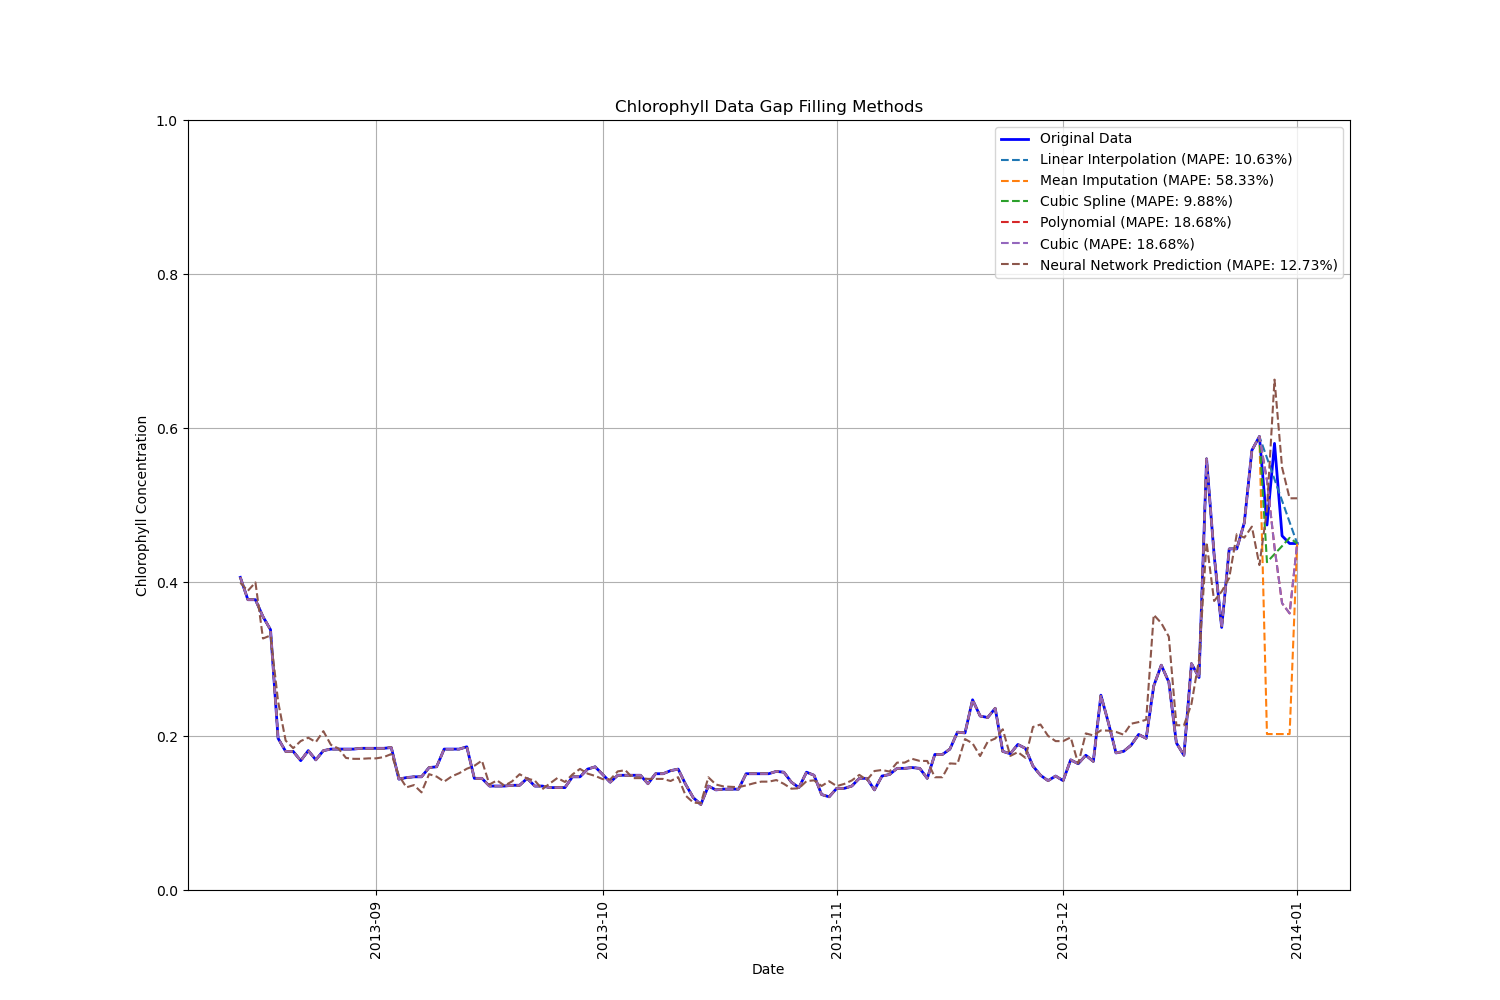 Chlorophyll Data Gap Filling Methods
1.0
0.8
0.6
0.4
0.2
0.0
Chlorophyll Concentration
Original Data
Linear Interpolation (MAPE: 10.63%)
Mean Imputation (MAPE: 58.33%)
Cubic Spline (MAPE: 9.88%)
Polynomial (MAPE: 18.68%)
Cubic (MAPE: 18.68%)
Neural Network Prediction (MAPE: 12.73%)
2013-09
2013-10
2013-11
2013-12
2014-01
Date